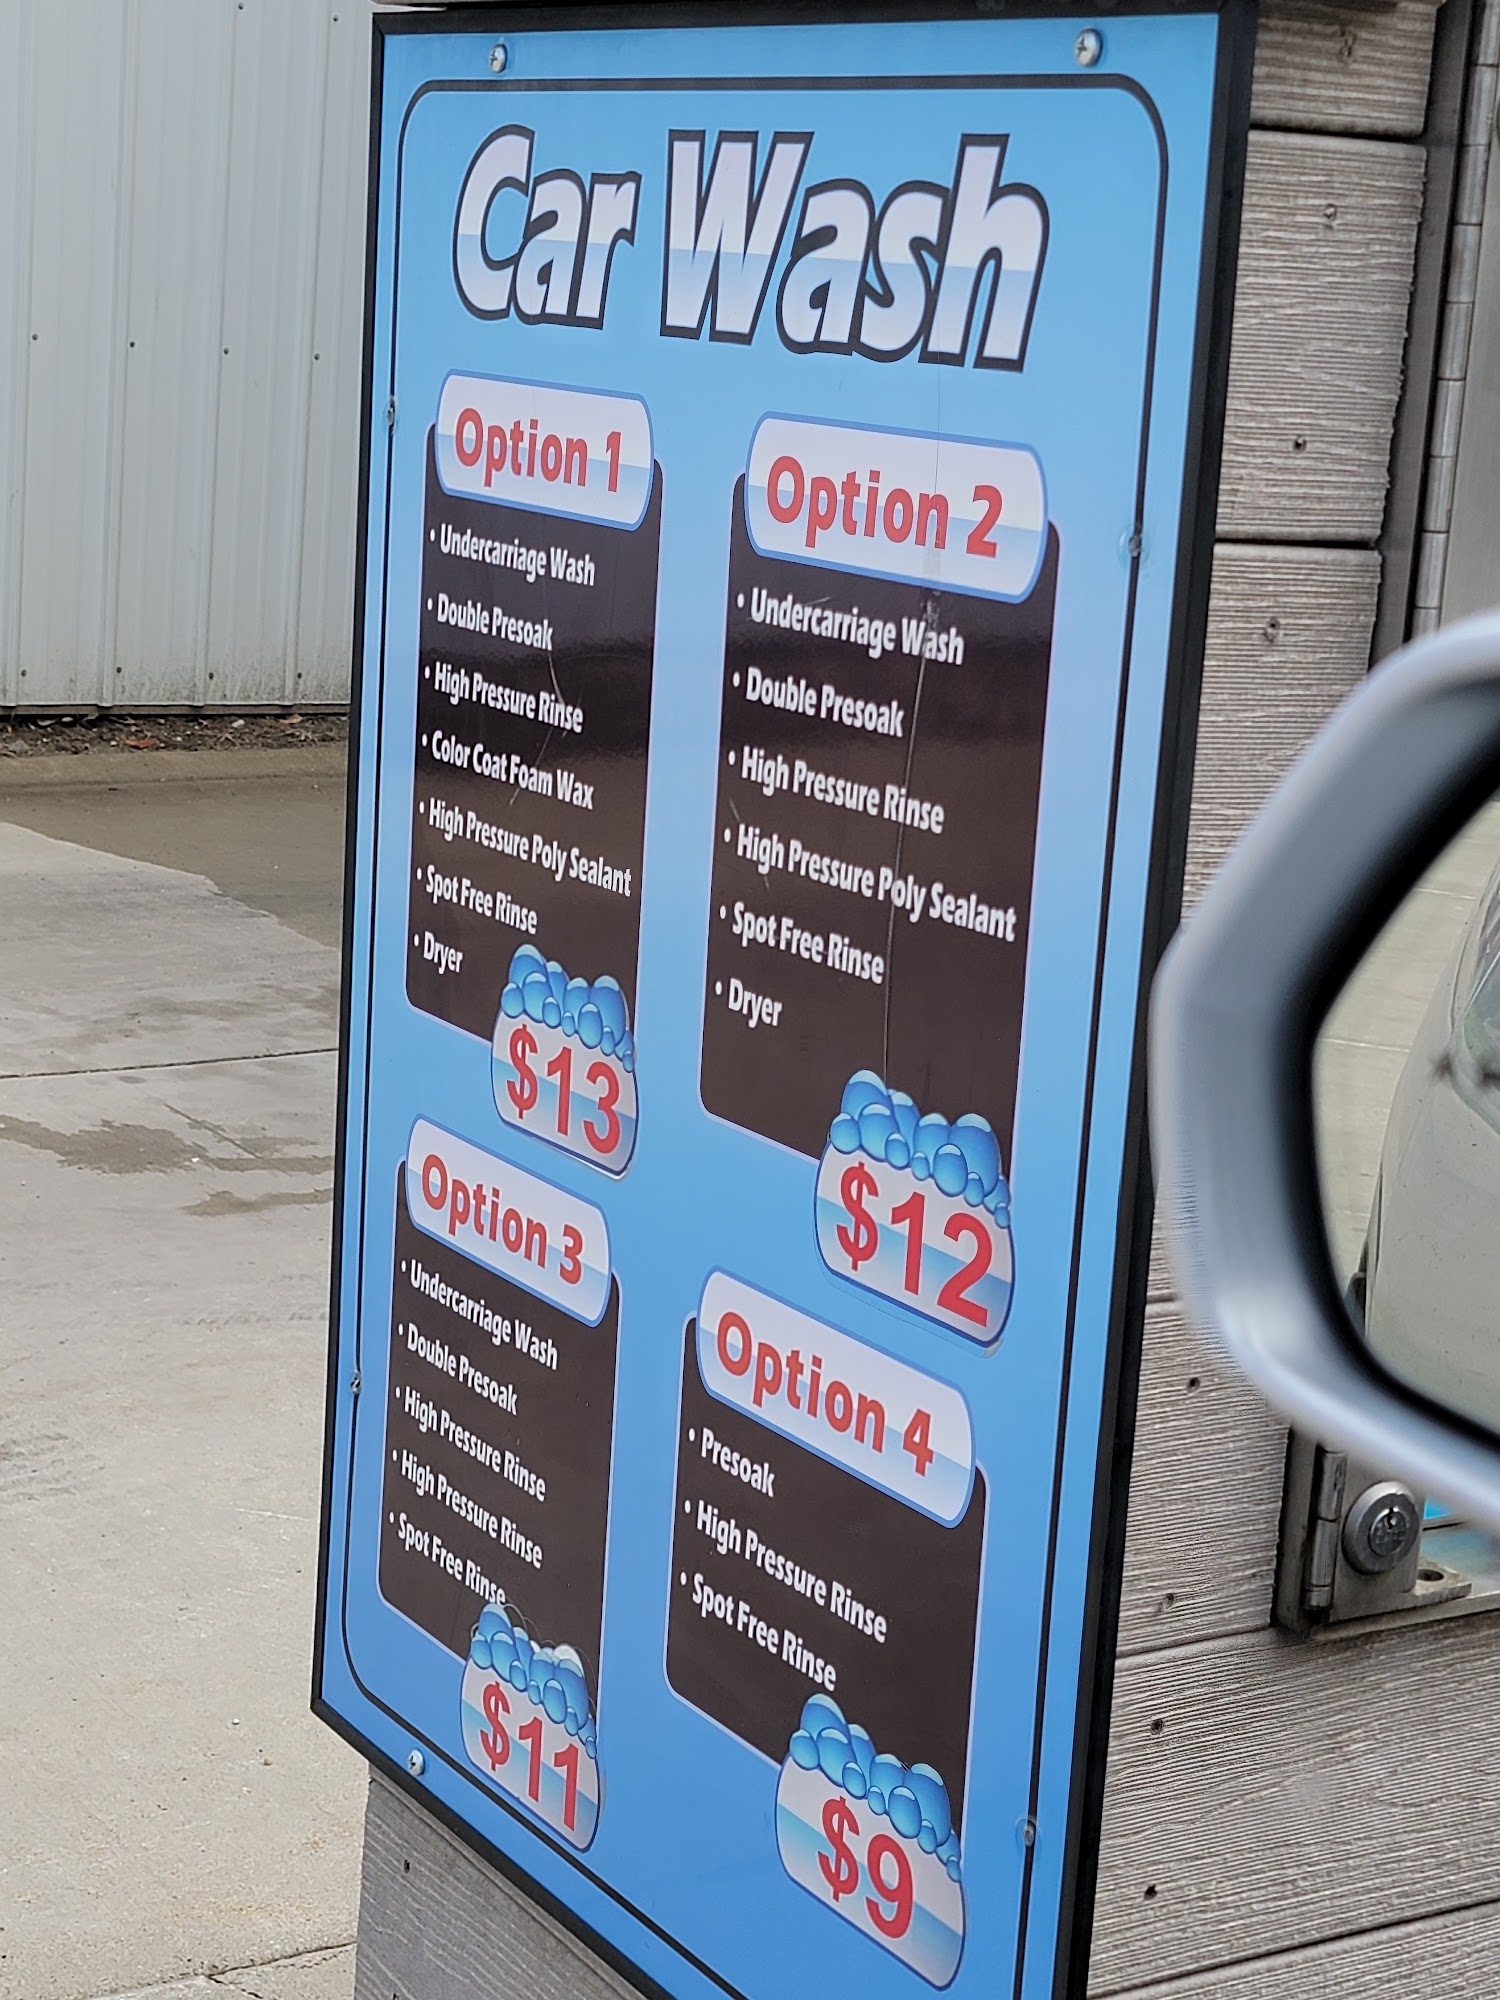 Car Wash
Option 1
• Undercarriage Wash
• Double Presoak
• High Pressure Rinse
• Color Coat Foam Wax
• High Pressure Poly Sealant
• Spot Free Rinse
• Dryer
$13
Option 2
• Undercarriage Wash
• Double Presoak
• High Pressure Rinse
• High Pressure Poly Sealant
• Spot Free Rinse
• Dryer
$12
Option 3
• Undercarriage Wash
• Double Presoak
• High Pressure Rinse
• High Pressure Rinse
• Spot Free Rinse
$11
Option 4
• Presoak
• High Pressure Rinse
• Spot Free Rinse
$9